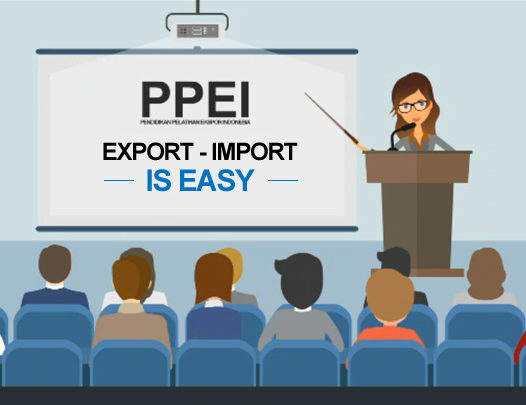 PPEI
PENDIDIKAN PELATIHAN EKSPOR INDONESIA
EXPORT - IMPORT
IS EASY